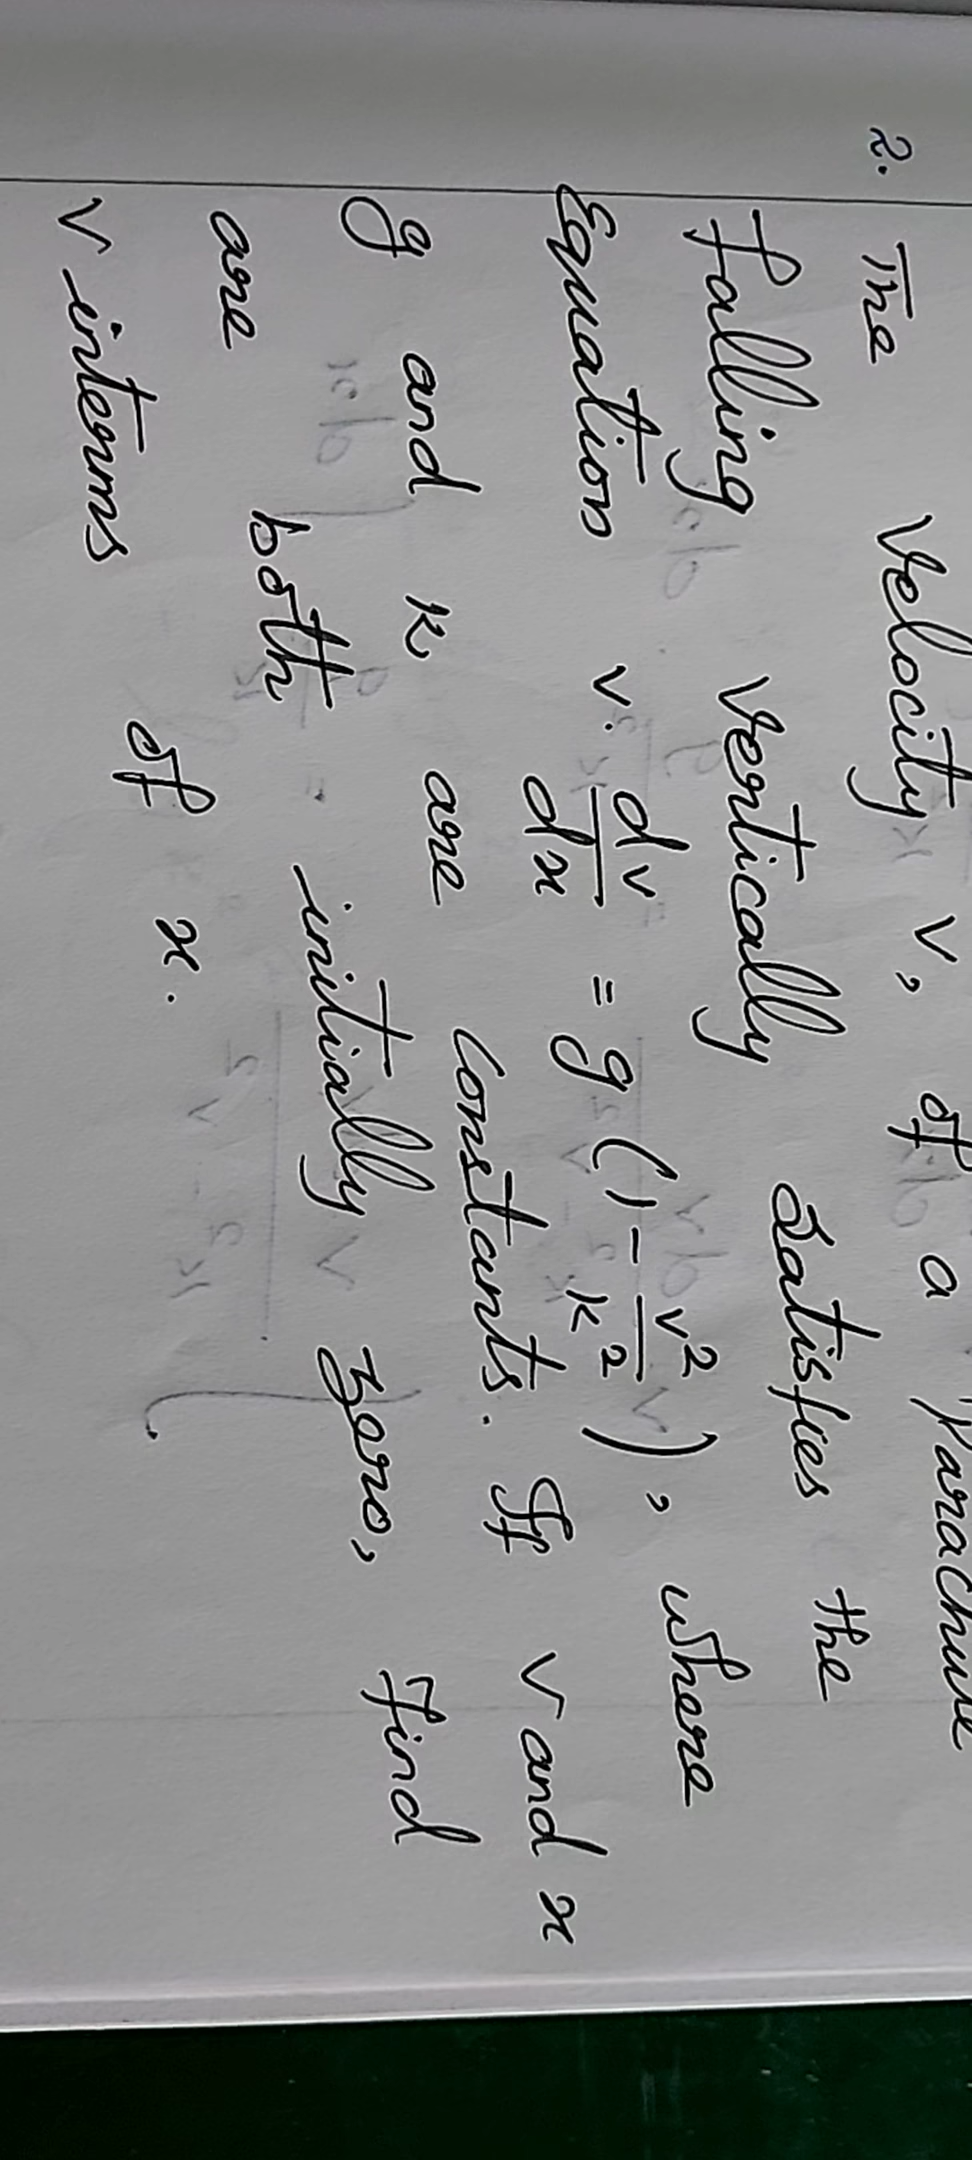 2. The velocity v, of a parachute
falling vertically satisfies the
Equation v. dv/dx = g(1 - v²/k²), where
g and k are constants. If v and x
are both initially zero, find
v interms of x.